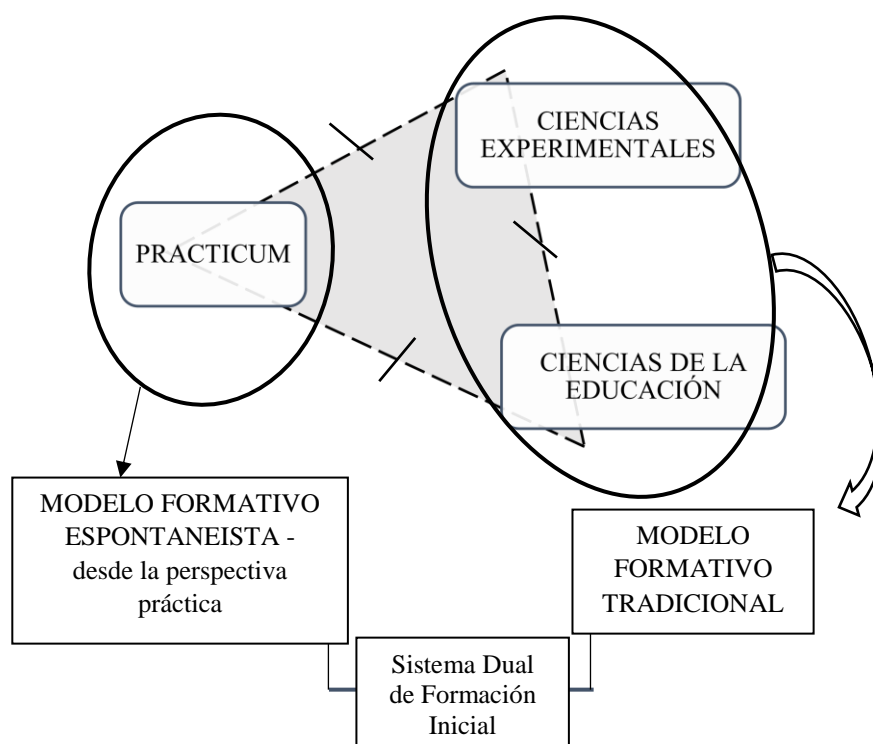 CIENCIAS
EXPERIMENTALES
PRACTICUM
CIENCIAS DE LA
EDUCACIÓN
MODELO FORMATIVO
ESPONTANEISTA -
desde la perspectiva
práctica
MODELO
FORMATIVO
TRADICIONAL
Sistema Dual
de Formación
Inicial